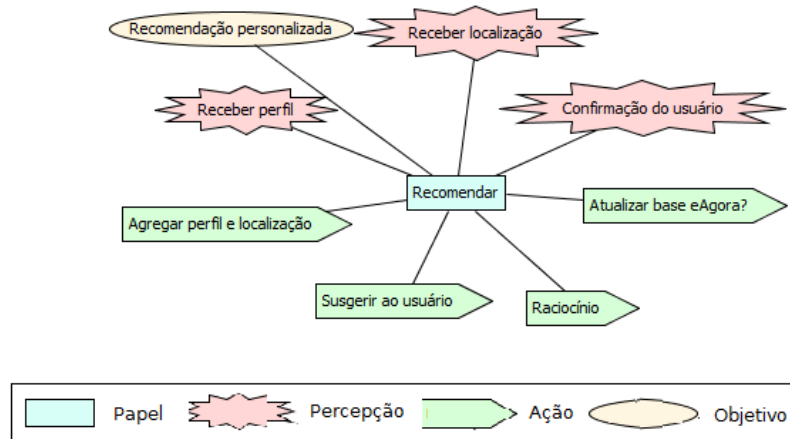 Recomendação personalizada
Receber localização
Receber perfil
Confirmação do usuário
Recomendar
Agregar perfil e localização
Atualizar base eAgora?
Susgerir ao usuário
Raciocínio
Papel
Percepção
Ação
Objetivo